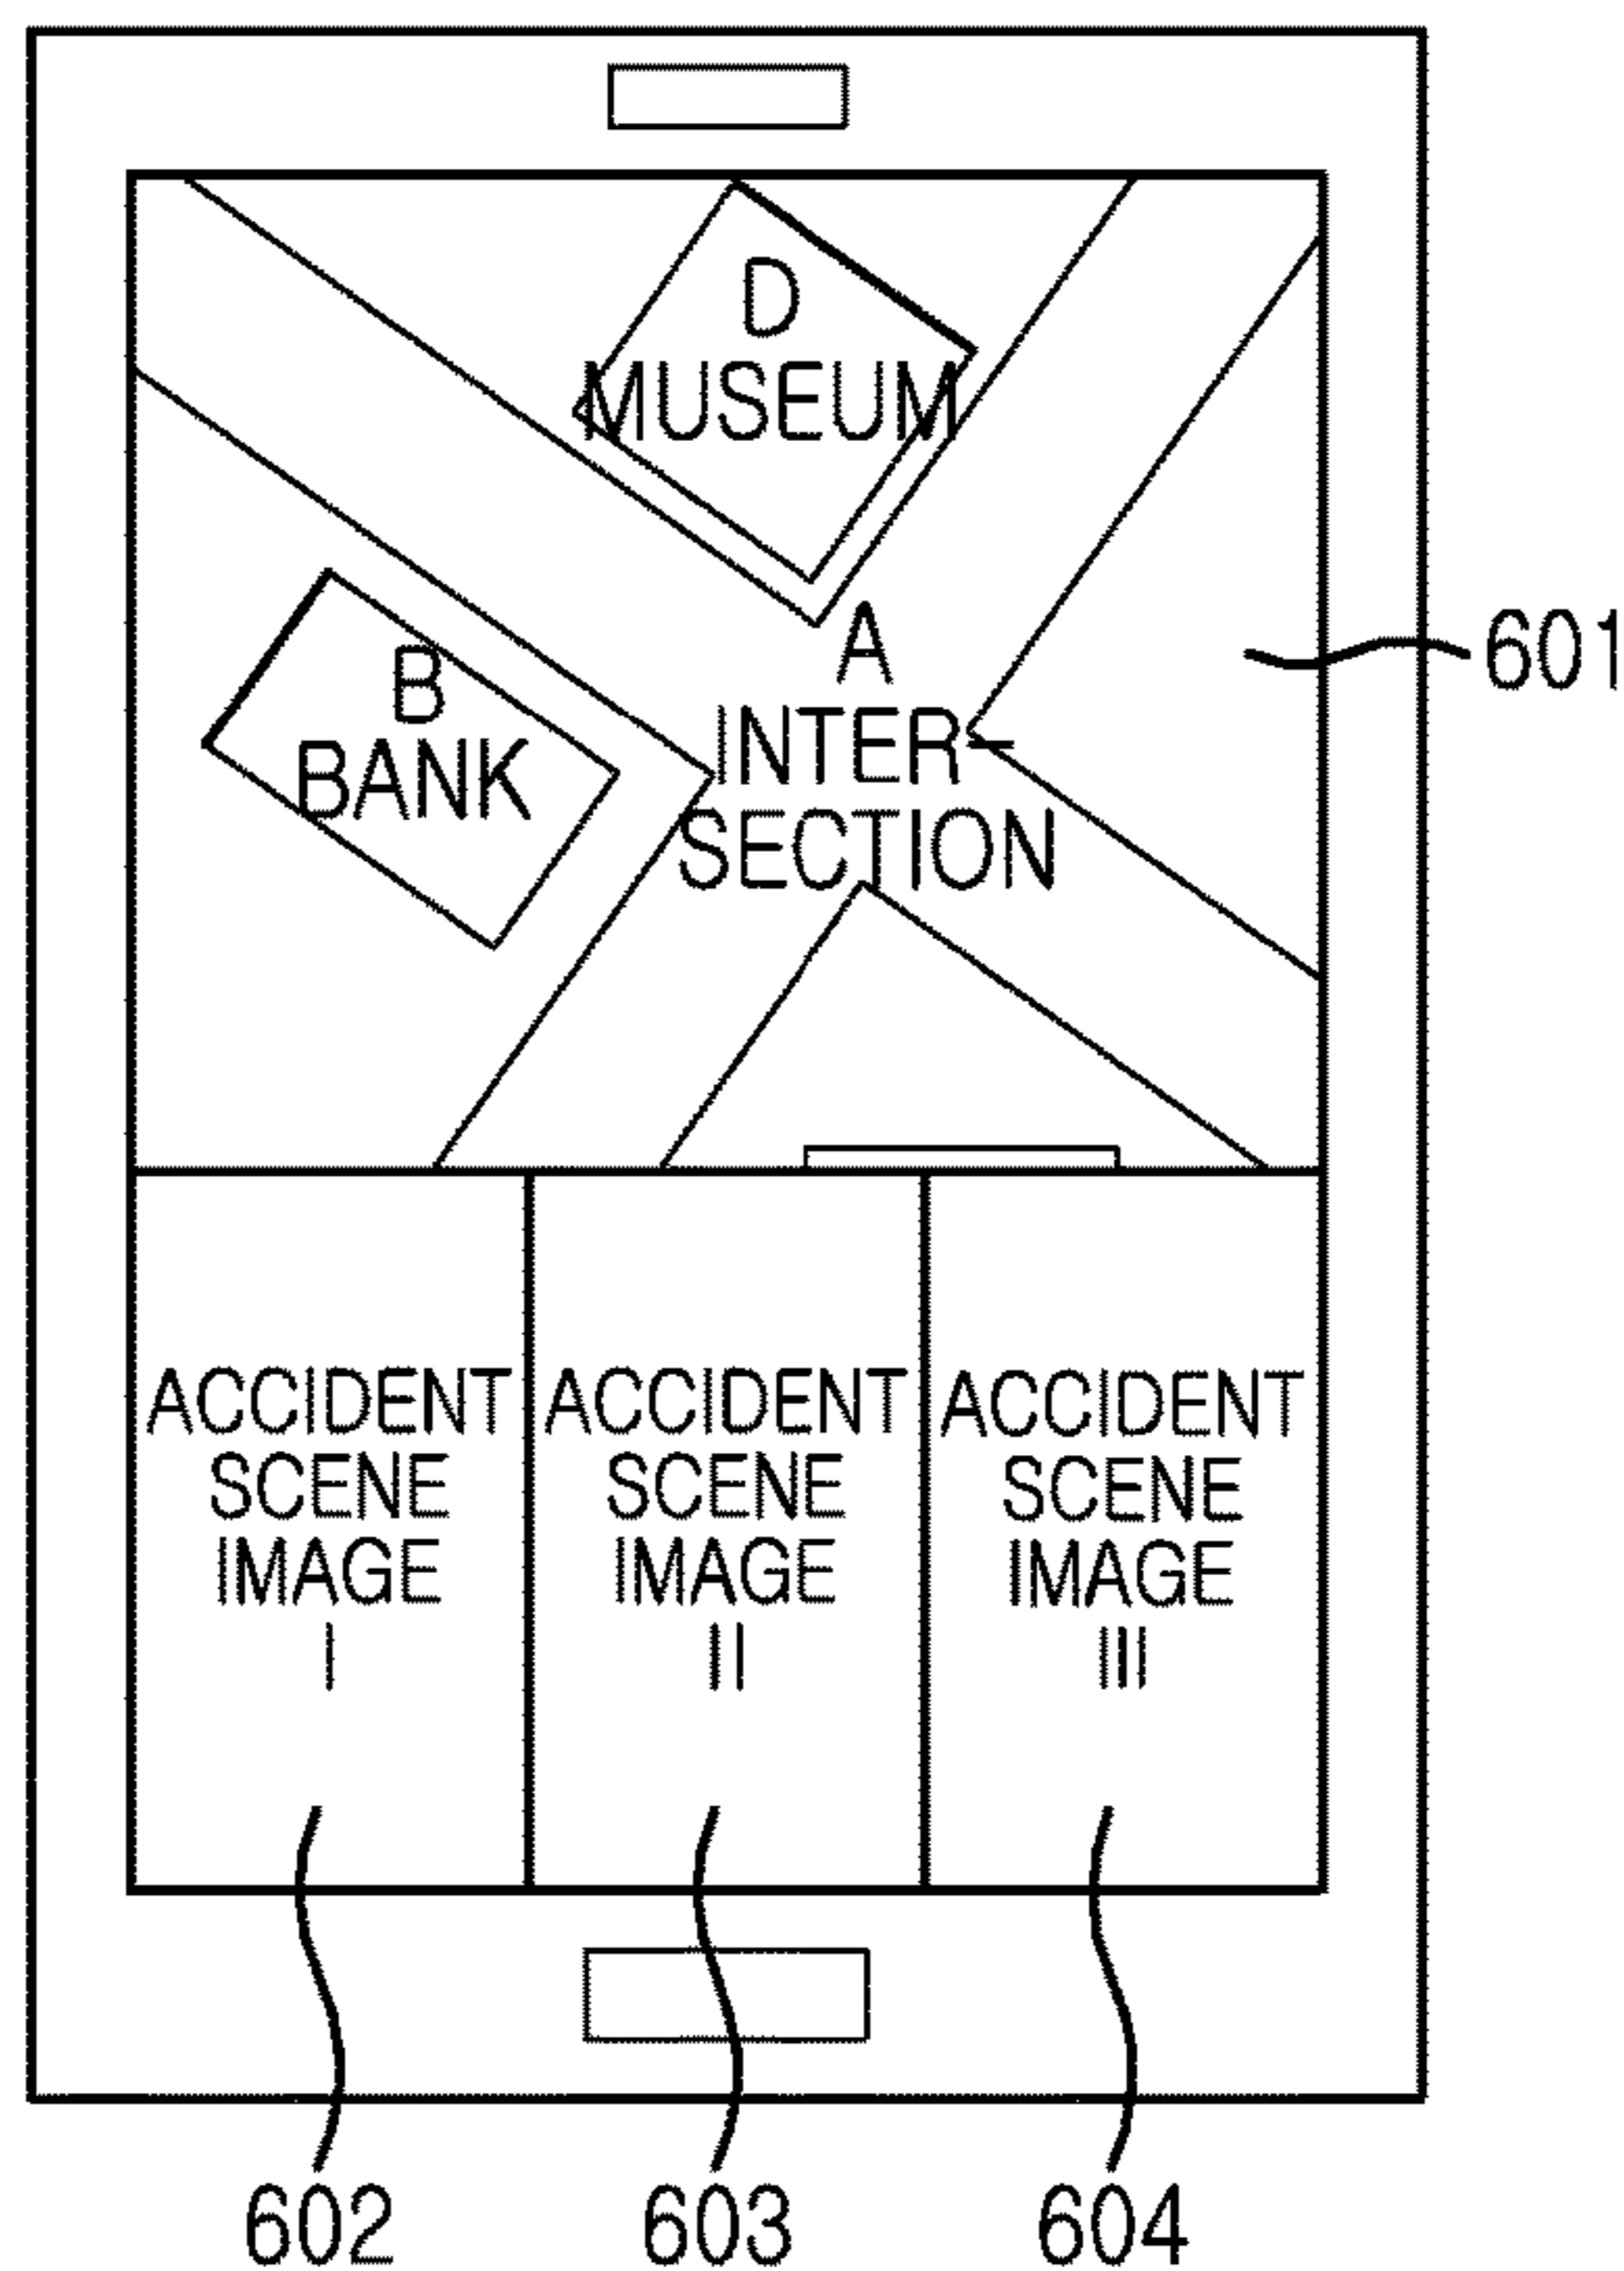 D
MUSEUM
A
INTER-
SECTION
B
BANK
601
ACCIDENT
SCENE
IMAGE
I
ACCIDENT
SCENE
IMAGE
II
ACCIDENT
SCENE
IMAGE
III
602
603
604